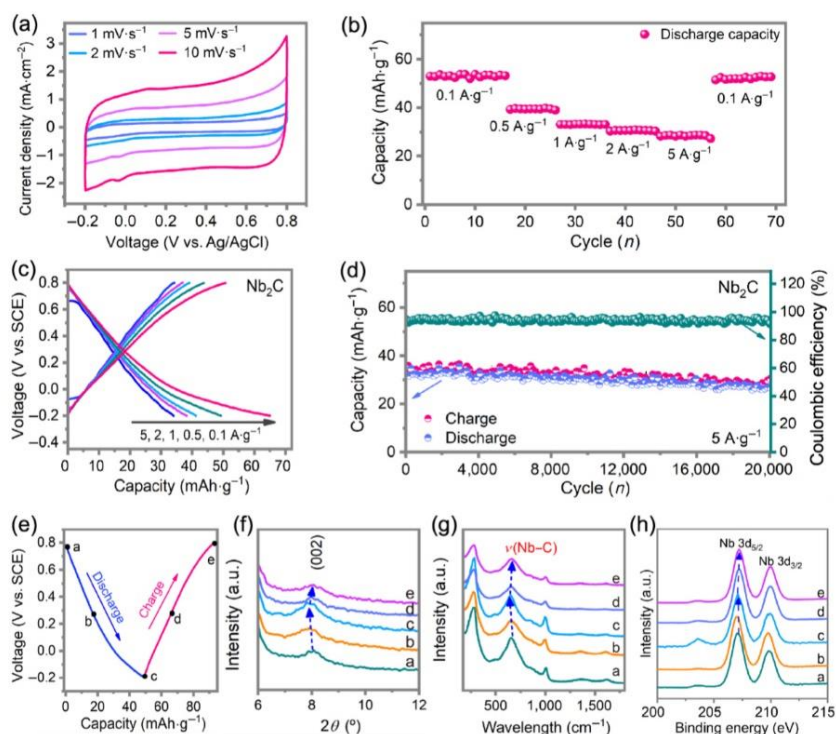 (a)
1 mV·s⁻¹ 5 mV·s⁻¹
2 mV·s⁻¹ 10 mV·s⁻¹
Current density (mA·cm⁻²)
3
2
1
0
−1
−2
−0.2 0.0 0.2 0.4 0.6 0.8
Voltage (V vs. Ag/AgCl)
(b)
Discharge capacity
Capacity (mAh·g⁻¹)
80
60
40
20
0
0.1 A·g⁻¹
0.5 A·g⁻¹
1 A·g⁻¹
2 A·g⁻¹
5 A·g⁻¹
0.1 A·g⁻¹
0 10 20 30 40 50 60 70
Cycle (n)
(c)
Nb₂C
Voltage (V vs. SCE)
0.8
0.6
0.4
0.2
0.0
−0.2
−0.4
5, 2, 1, 0.5, 0.1 A·g⁻¹
0 10 20 30 40 50 60 70
Capacity (mAh·g⁻¹)
(d)
Nb₂C
Capacity (mAh·g⁻¹)
80
60
40
20
0
Coulombic efficiency (%)
120
100
80
60
40
20
0
Charge
Discharge
5 A·g⁻¹
0 4,000 8,000 12,000 16,000 20,000
Cycle (n)
(e)
Voltage (V vs. SCE)
0.8
0.6
0.4
0.2
0.0
−0.2
a
b
c
d
e
Discharge
Charge
0 20 40 60 80
Capacity (mAh·g⁻¹)
(f)
Intensity (a.u.)
(002)
e
d
c
b
a
6 8 10 12
2θ (º)
(g)
Intensity (a.u.)
ν(Nb–C)
e
d
c
b
a
500 1000 1500
Wavelength (cm⁻¹)
(h)
Intensity (a.u.)
Nb 3d₅/₂
Nb 3d₃/₂
e
d
c
b
a
200 205 210 215
Binding energy (eV)